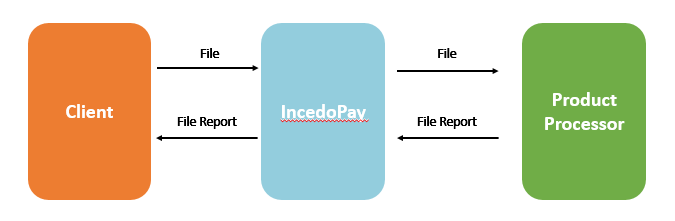 File
File
Client
IncedoPay
Product
Processor
File Report
File Report